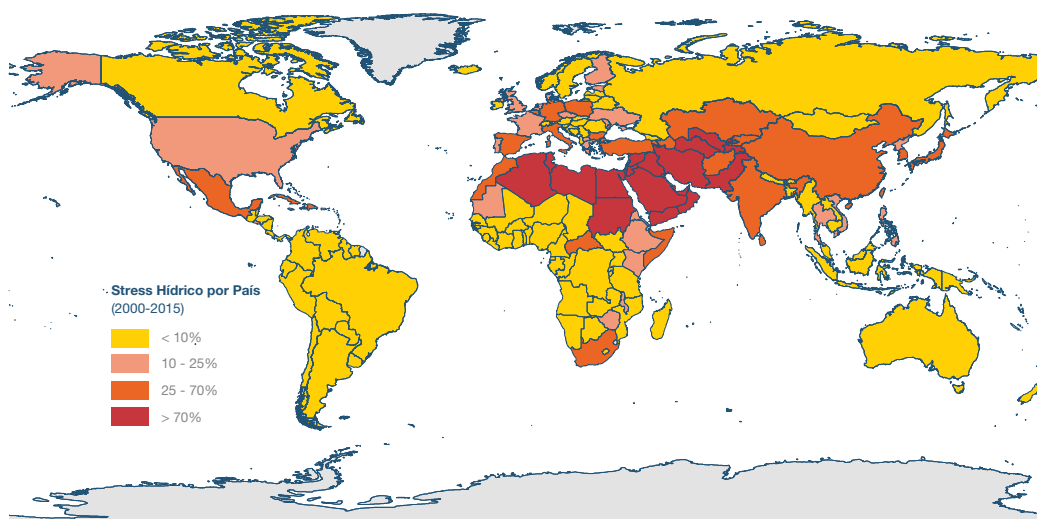 Stress Hídrico por País
(2000-2015)
< 10%
10 - 25%
25 - 70%
> 70%